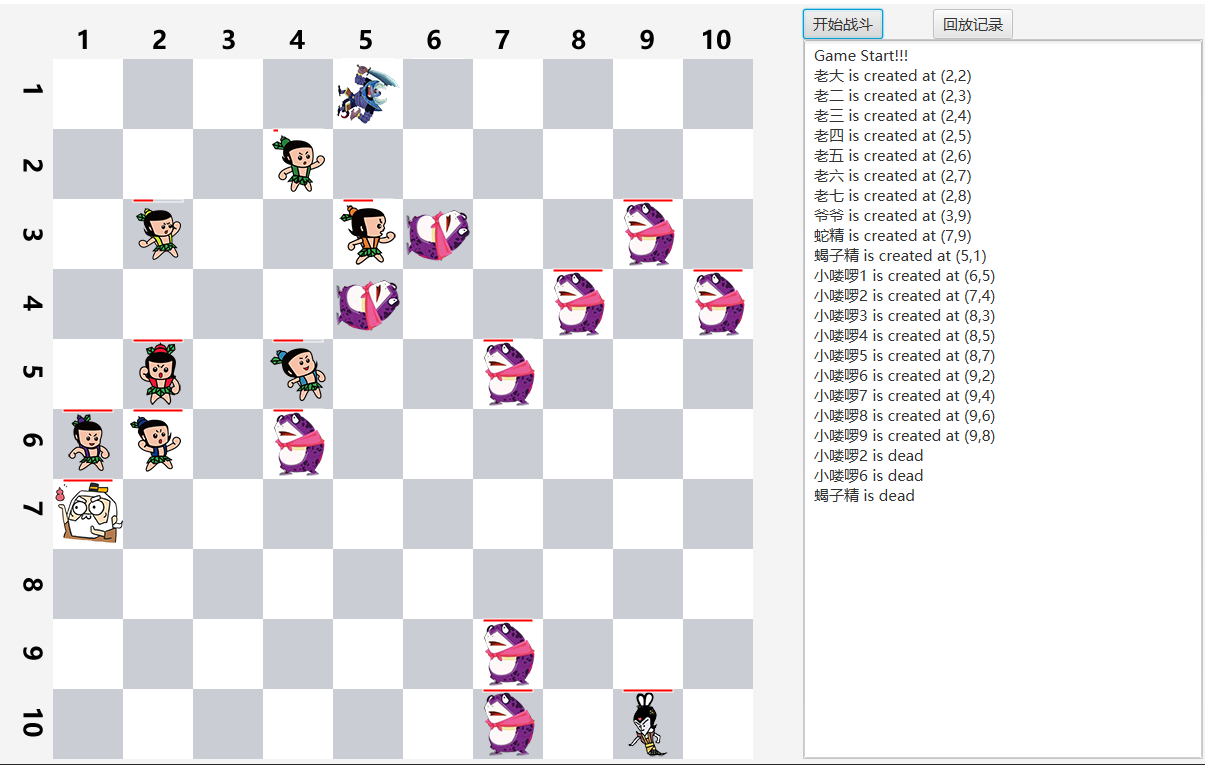 开始战斗 回放记录
1 2 3 4 5 6 7 8 9 10
1
2
3
4
5
6
7
8
9
10
Game Start!!!
老大 is created at (2,2)
老二 is created at (2,3)
老三 is created at (2,4)
老四 is created at (2,5)
老五 is created at (2,6)
老六 is created at (2,7)
老七 is created at (2,8)
爷爷 is created at (3,9)
蛇精 is created at (7,9)
蝎子精 is created at (5,1)
小喽啰1 is created at (6,5)
小喽啰2 is created at (7,4)
小喽啰3 is created at (8,3)
小喽啰4 is created at (8,5)
小喽啰5 is created at (8,7)
小喽啰6 is created at (9,2)
小喽啰7 is created at (9,4)
小喽啰8 is created at (9,6)
小喽啰9 is created at (9,8)
小喽啰2 is dead
小喽啰6 is dead
蝎子精 is dead